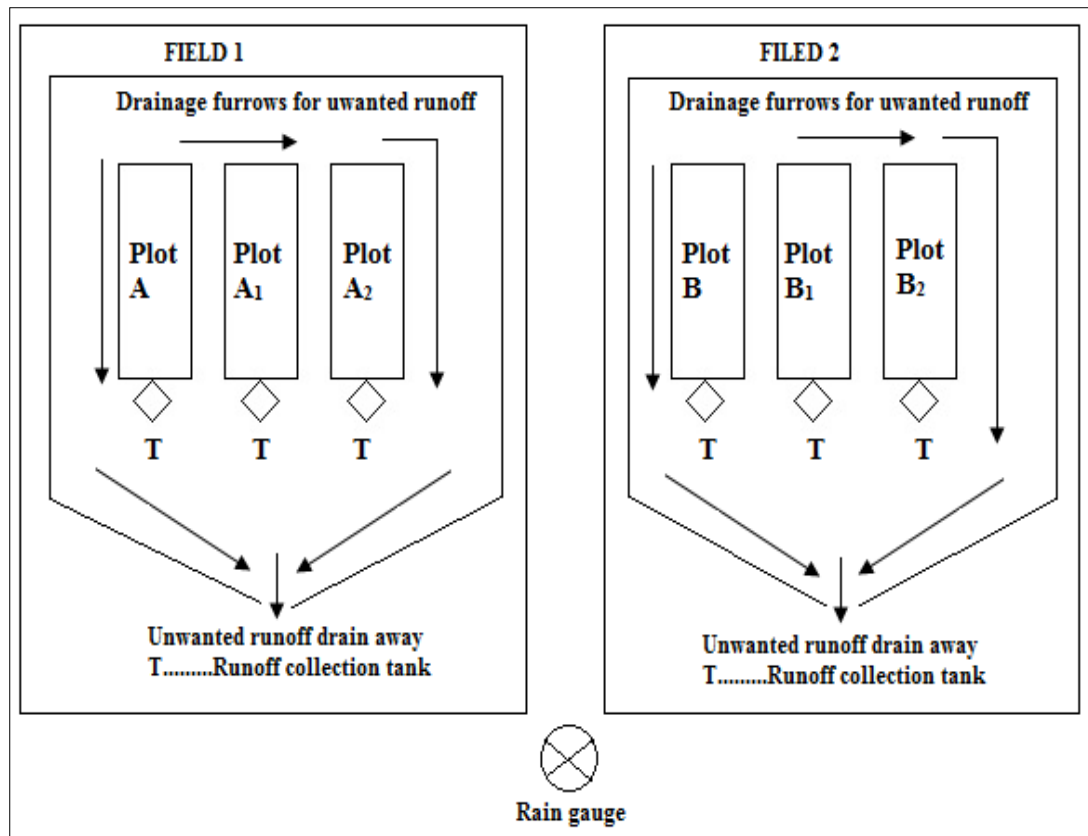 FIELD 1
Drainage furrows for uwanted runoff
Plot
A
Plot
A1
Plot
A2
T
T
T
Unwanted runoff drain away
T.........Runoff collection tank
FILED 2
Drainage furrows for uwanted runoff
Plot
B
Plot
B1
Plot
B2
T
T
T
Unwanted runoff drain away
T.........Runoff collection tank
Rain gauge